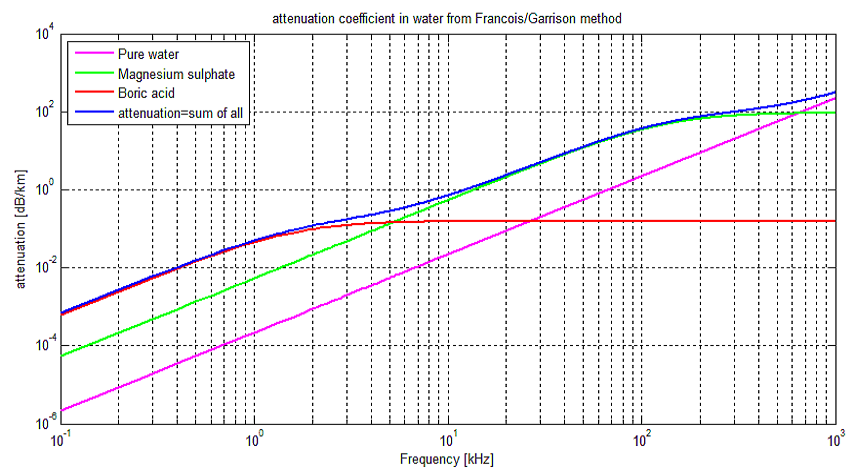 attenuation coefficient in water from Francois/Garrison method
10^4
Pure water
Magnesium sulphate
Boric acid
attenuation=sum of all
10^2
10^0
10^-2
10^-4
10^-6
attenuation [dB/km]
10^-1
10^0
10^1
10^2
10^3
Frequency [kHz]